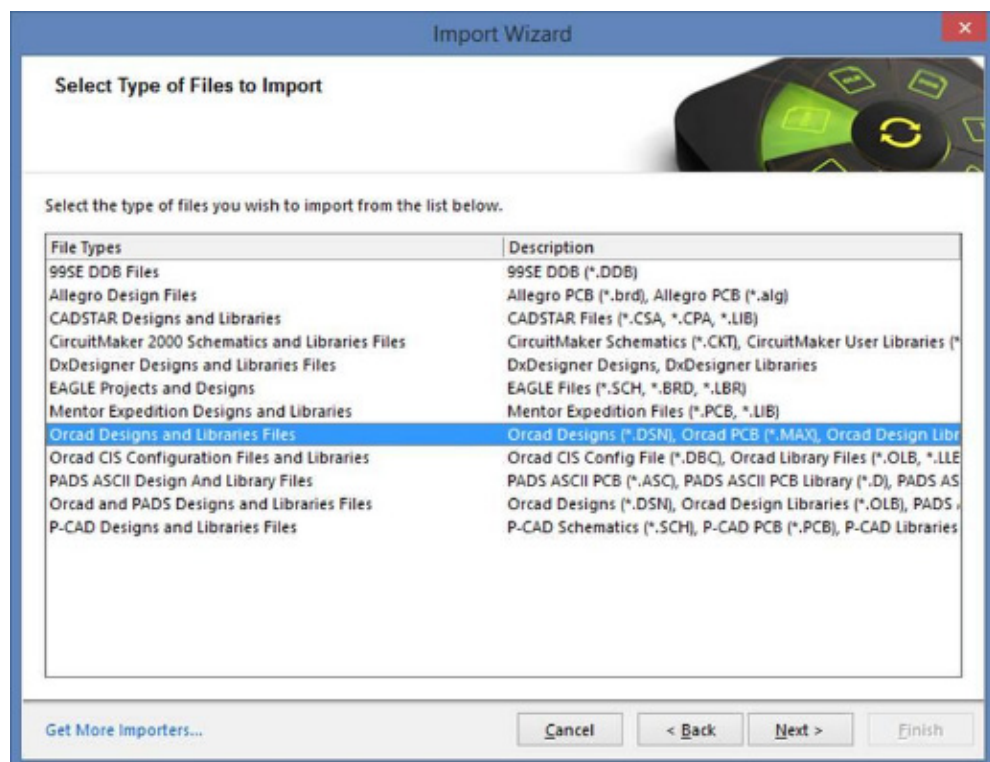 Import Wizard
Select Type of Files to Import
Select the type of files you wish to import from the list below.
File Types Description
99SE DDB Files 99SE DDB (*.DDB)
Allegro Design Files Allegro PCB (*.brd), Allegro PCB (*.alg)
CADSTAR Designs and Libraries CADSTAR Files (*.CSA, *.CPA, *.LIB)
CircuitMaker 2000 Schematics and Libraries Files CircuitMaker Schematics (*.CKT), CircuitMaker User Libraries (*
DxDesigner Designs and Libraries Files DxDesigner Designs, DxDesigner Libraries
EAGLE Projects and Designs EAGLE Files (*.SCH, *.BRD, *.LBR)
Mentor Expedition Designs and Libraries Mentor Expedition Files (*.PCB, *.LIB)
Orcad Designs and Libraries Files Orcad Designs (*.DSN), Orcad PCB (*.MAX), Orcad Design Libr
Orcad CIS Configuration Files and Libraries Orcad CIS Config File (*.DBC), Orcad Library Files (*.OLB, *.LLE
PADS ASCII Design And Library Files PADS ASCII PCB (*.ASC), PADS ASCII PCB Library (*.D), PADS AS
Orcad and PADS Designs and Libraries Files Orcad Designs (*.DSN), Orcad Design Libraries (*.OLB), PADS
P-CAD Designs and Libraries Files P-CAD Schematics (*.SCH), P-CAD PCB (*.PCB), P-CAD Libraries
Get More Importers... Cancel < Back Next > Finish